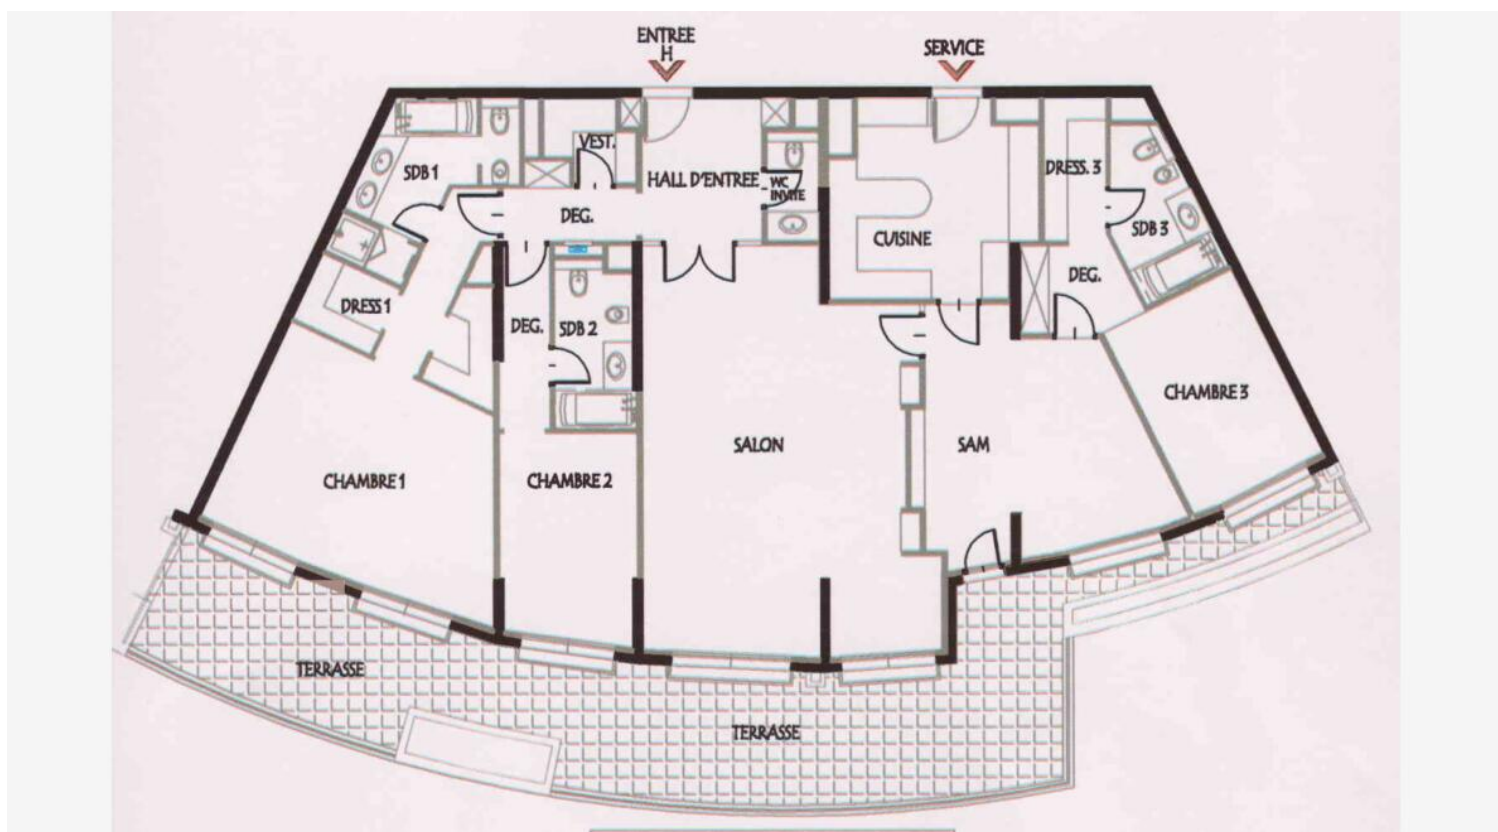 ENTREE
H
SERVICE
SDB 1
VEST.
HALL D'ENTREE
WC
INVITE
DEG.
CUISINE
DRESS. 3
SDB 3
DEG.
DRESS 1
DEG.
SDB 2
CHAMBRE 3
SALON
SAM
CHAMBRE 1
CHAMBRE 2
TERRASSE
TERRASSE